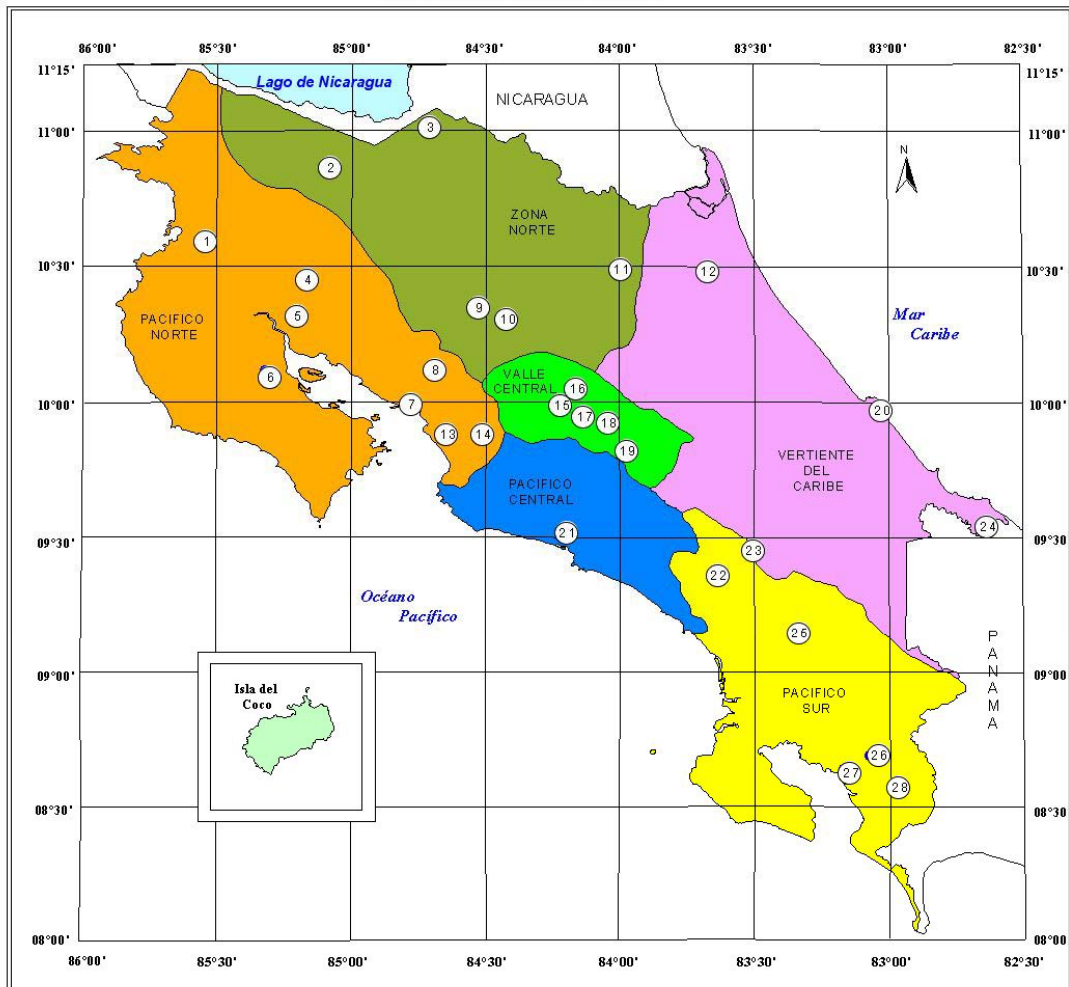 86°00'
85°30'
85°00'
84°30'
84°00'
83°30'
83°00'
82°30'
11°15'
11°15'
Lago de Nicaragua
NICARAGUA
11°00'
3
11°00'
N
2
ZONA
NORTE
1
10°30'
4
11
12
10°30'
5
9
10
PACIFICO
NORTE
Mar
Caribe
6
8
VALLE
CENTRAL
16
10°00'
7
15
17
18
20
10°00'
13
14
19
VERTIENTE
DEL
CARIBE
PACIFICO
CENTRAL
21
24
09°30'
23
09°30'
22
Océano
Pacífico
25
PANAMA
09°00'
09°00'
Isla del
Coco
PACIFICO
SUR
26
27
28
08°30'
08°30'
08°00'
08°00'
86°00'
85°30'
85°00'
84°30'
84°00'
83°30'
83°00'
82°30'